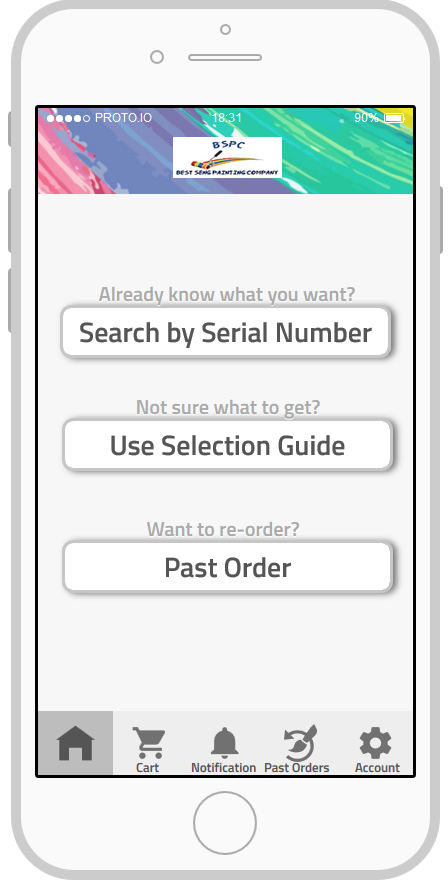 PROTO.IO 18:31 90%
BSPC
BEST SENG PAINTING COMPANY
Already know what you want?
Search by Serial Number
Not sure what to get?
Use Selection Guide
Want to re-order?
Past Order
Cart Notification Past Orders Account